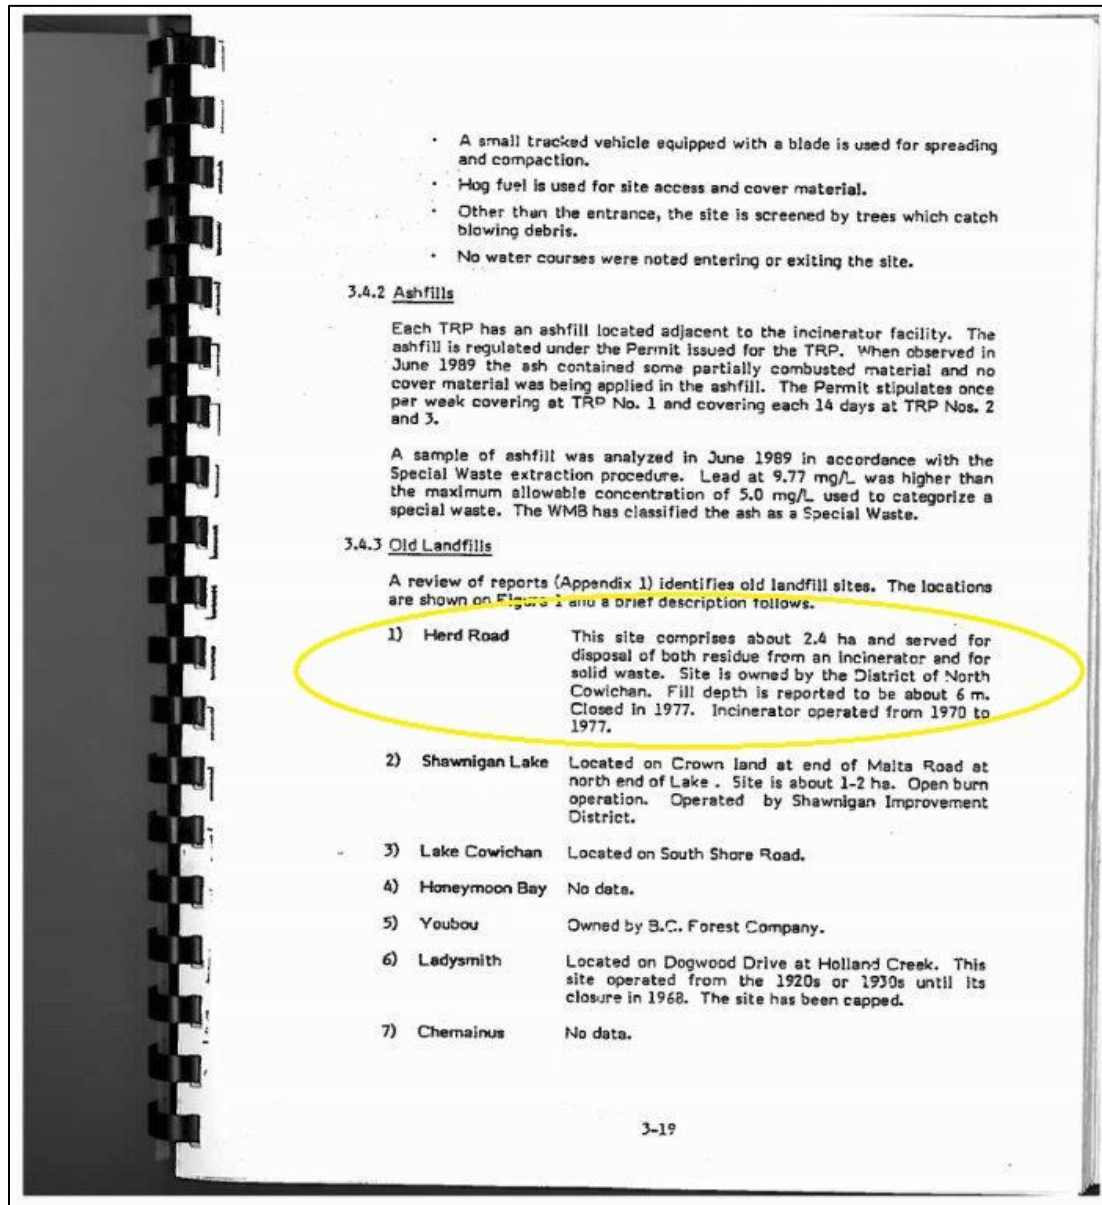 · A small tracked vehicle equipped with a blade is used for spreading
and compaction.
· Hog fuel is used for site access and cover material.
· Other than the entrance, the site is screened by trees which catch
blowing debris.
· No water courses were noted entering or exiting the site.
3.4.2 Ashfills
Each TRP has an ashfill located adjacent to the incinerator facility. The
ashfill is regulated under the Permit issued for the TRP. When observed in
June 1989 the ash contained some partially combusted material and no
cover material was being applied in the ashfill. The Permit stipulates once
per week covering at TRP No. 1 and covering each 14 days at TRP Nos. 2
and 3.
A sample of ashfill was analyzed in June 1989 in accordance with the
Special Waste extraction procedure. Lead at 9.77 mg/L was higher than
the maximum allowable concentration of 5.0 mg/L used to categorize a
special waste. The WMB has classified the ash as a Special Waste.
3.4.3 Old Landfills
A review of reports (Appendix 1) identifies old landfill sites. The locations
are shown on Figure 1 and a brief description follows.
1) Herd Road This site comprises about 2.4 ha and served for
disposal of both residue from an incinerator and for
solid waste. Site is owned by the District of North
Cowichan. Fill depth is reported to be about 6 m.
Closed in 1977. Incinerator operated from 1970 to
1977.
2) Shawnigan Lake Located on Crown land at end of Malta Road at
north end of Lake . Site is about 1-2 ha. Open burn
operation. Operated by Shawnigan Improvement
District.
3) Lake Cowichan Located on South Shore Road.
4) Honeymoon Bay No data.
5) Youbou Owned by B.C. Forest Company.
6) Ladysmith Located on Dogwood Drive at Holland Creek. This
site operated from the 1920s or 1930s until its
closure in 1968. The site has been capped.
7) Chemainus No data.
3-19